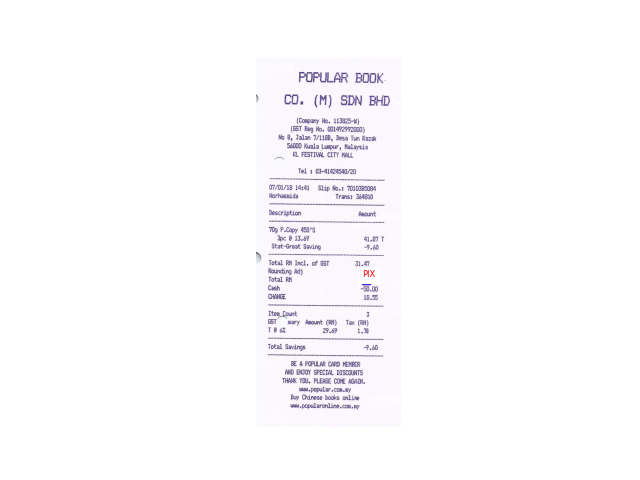 POPULAR BOOK
CO. (M) SDN BHD
(Company No. 113825-W)
(GST Reg No. 001492992000)
No 8, Jalan 7/118B, Desa Tun Razak
56000 Kuala Lumpur, Malaysia
KL FESTIVAL CITY MALL
Tel : 03-41424540/20
07/01/18 14:41 Slip No.: 7010385084
Norhasmida Trans: 364810
Description Amount
70g P.Copy 450'S
3pc @ 13.69 41.07 T
Stat-Great Saving -9.60
Total RM Incl. of GST 31.47
Rounding Adj PIX
Total RM
Cash -50.00
CHANGE 18.55
Item Count 3
GST mary Amount (RM) Tax (RM)
T @ 6% 29.69 1.78
Total Savings -9.60
BE A POPULAR CARD MEMBER
AND ENJOY SPECIAL DISCOUNTS
THANK YOU. PLEASE COME AGAIN.
www.popular.com.my
Buy Chinese books online
www.popularonline.com.my